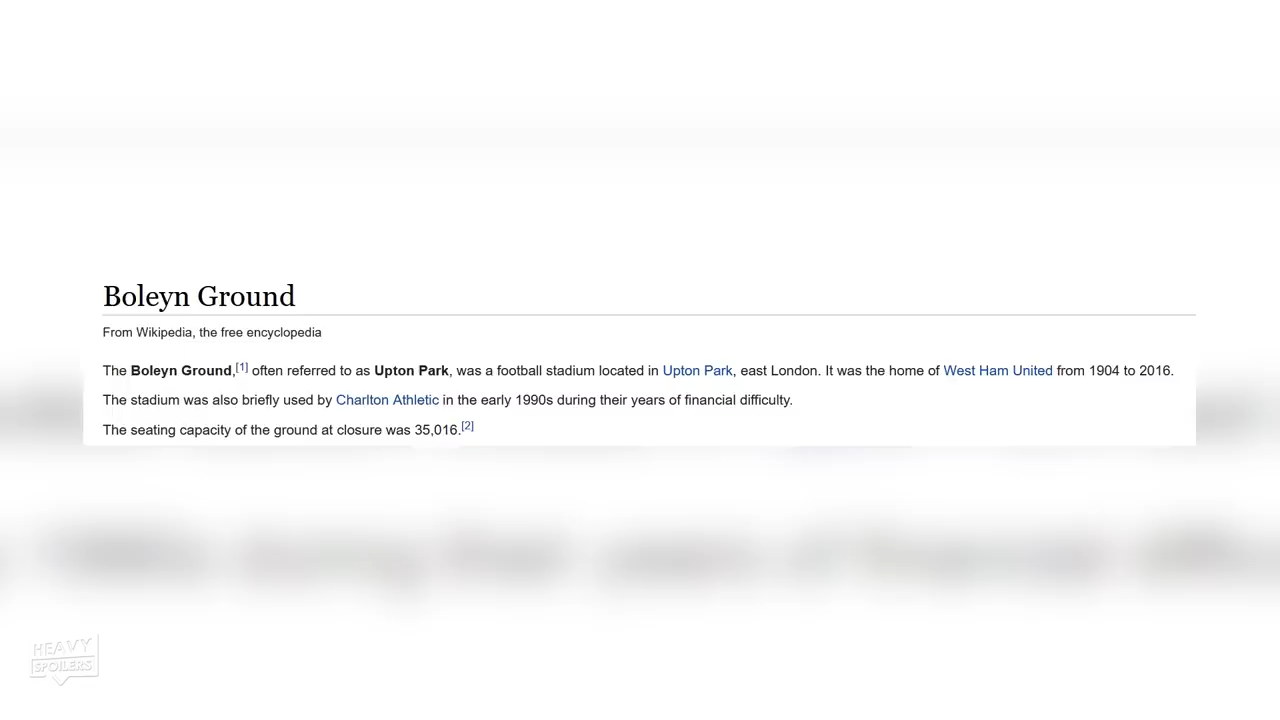 Boleyn Ground
From Wikipedia, the free encyclopedia
The Boleyn Ground,[1] often referred to as Upton Park, was a football stadium located in Upton Park, east London. It was the home of West Ham United from 1904 to 2016.
The stadium was also briefly used by Charlton Athletic in the early 1990s during their years of financial difficulty.
The seating capacity of the ground at closure was 35,016.[2]
HEAVY
SPOILERS